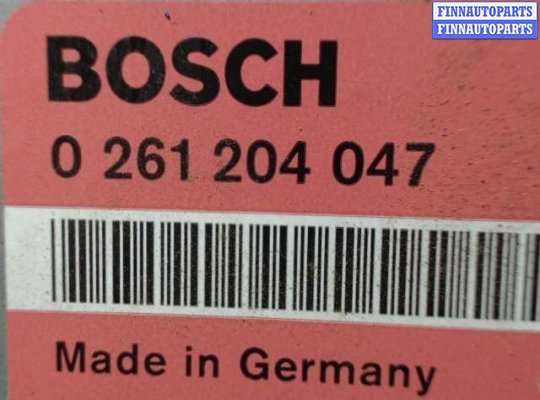 FINNAUTOPARTS
FINNAUTOPARTS
BOSCH
0 261 204 047
Made in Germany